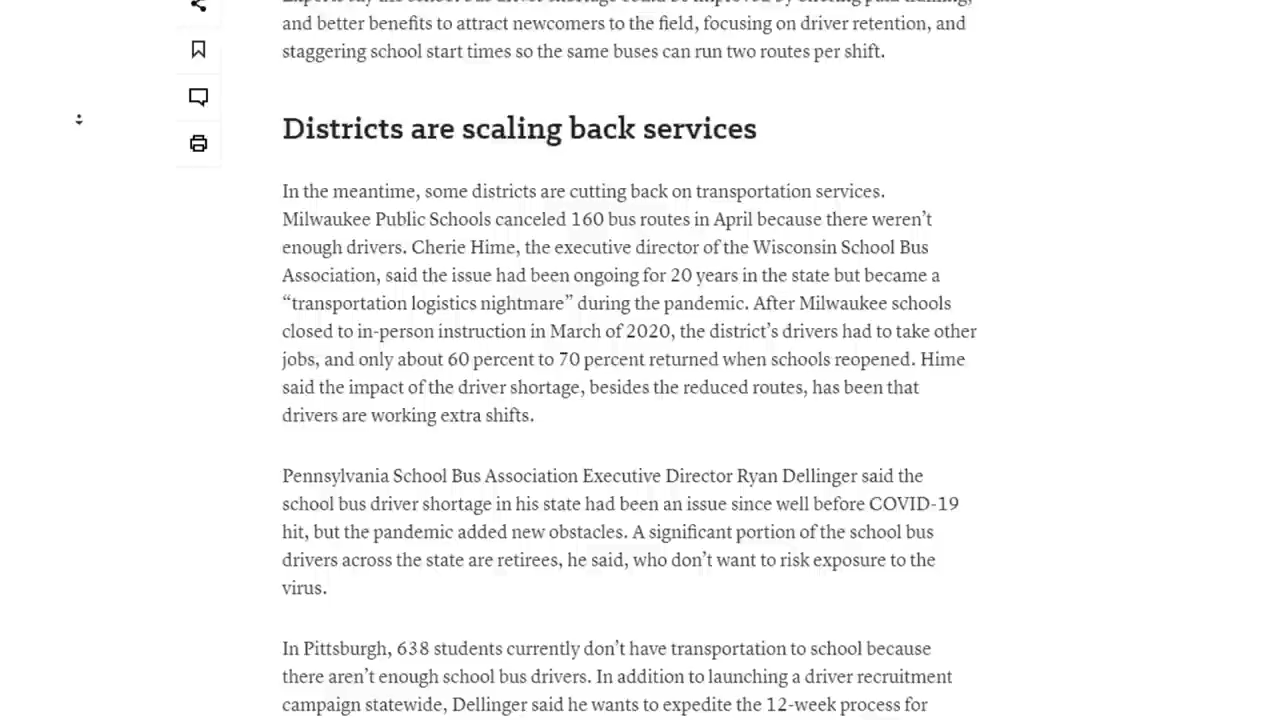 and better benefits to attract newcomers to the field, focusing on driver retention, and
staggering school start times so the same buses can run two routes per shift.
Districts are scaling back services
In the meantime, some districts are cutting back on transportation services.
Milwaukee Public Schools canceled 160 bus routes in April because there weren’t
enough drivers. Cherie Hime, the executive director of the Wisconsin School Bus
Association, said the issue had been ongoing for 20 years in the state but became a
“transportation logistics nightmare” during the pandemic. After Milwaukee schools
closed to in-person instruction in March of 2020, the district’s drivers had to take other
jobs, and only about 60 percent to 70 percent returned when schools reopened. Hime
said the impact of the driver shortage, besides the reduced routes, has been that
drivers are working extra shifts.
Pennsylvania School Bus Association Executive Director Ryan Dellinger said the
school bus driver shortage in his state had been an issue since well before COVID-19
hit, but the pandemic added new obstacles. A significant portion of the school bus
drivers across the state are retirees, he said, who don’t want to risk exposure to the
virus.
In Pittsburgh, 638 students currently don’t have transportation to school because
there aren’t enough school bus drivers. In addition to launching a driver recruitment
campaign statewide, Dellinger said he wants to expedite the 12-week process for